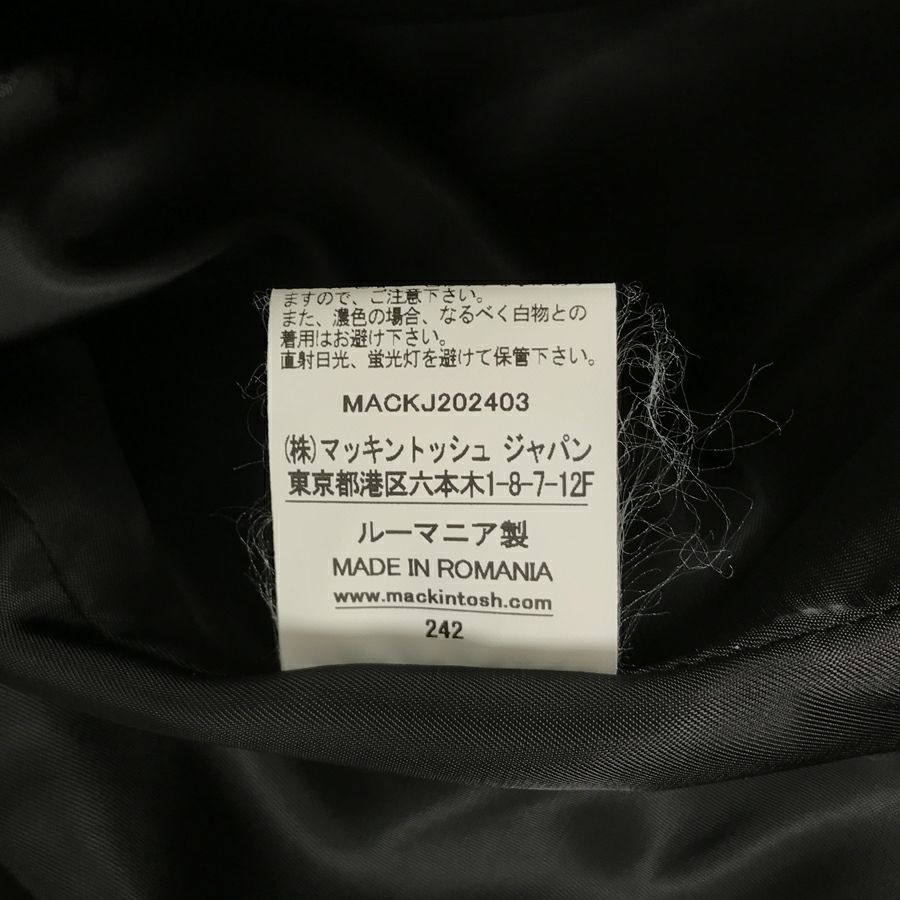 ますので、ご注意下さい。
また、濃色の場合、なるべく白物との
着用はお避け下さい。
直射日光、蛍光灯を避けて保管下さい。
MACKJ202403
(株)マッキントッシュ ジャパン
東京都港区六本木1-8-7-12F
ルーマニア製
MADE IN ROMANIA
www.mackintosh.com
242